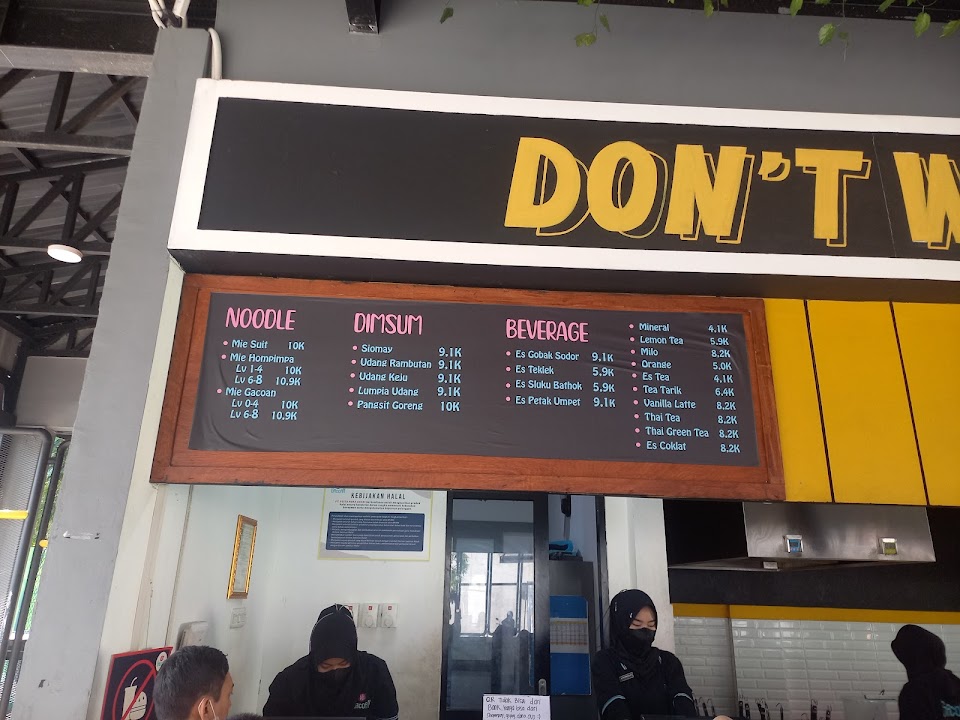 DON'T W
NOODLE
Mie Suit 10K
Mie Hompimpa
Lv 1-4 10K
Lv 6-8 10.9K
Mie Gacoan
Lv 0-4 10K
Lv 6-8 10.9K
DIMSUM
Siomay 9.1K
Udang Rambutan 9.1K
Udang Keju 9.1K
Lumpia Udang 9.1K
Pangsit Goreng 10K
BEVERAGE
Es Gobak Sodor 9.1K
Es Teklek 5.9K
Es Sluku Bathok 5.9K
Es Petak Umpet 9.1K
Mineral 4.1K
Lemon Tea 5.9K
Milo 8.2K
Orange 5.0K
Es Tea 4.1K
Tea Tarik 6.4K
Vanilla Latte 8.2K
Thai Tea 8.2K
Thai Green Tea 8.2K
Es Coklat 8.2K
KEBIJAKAN HALAL